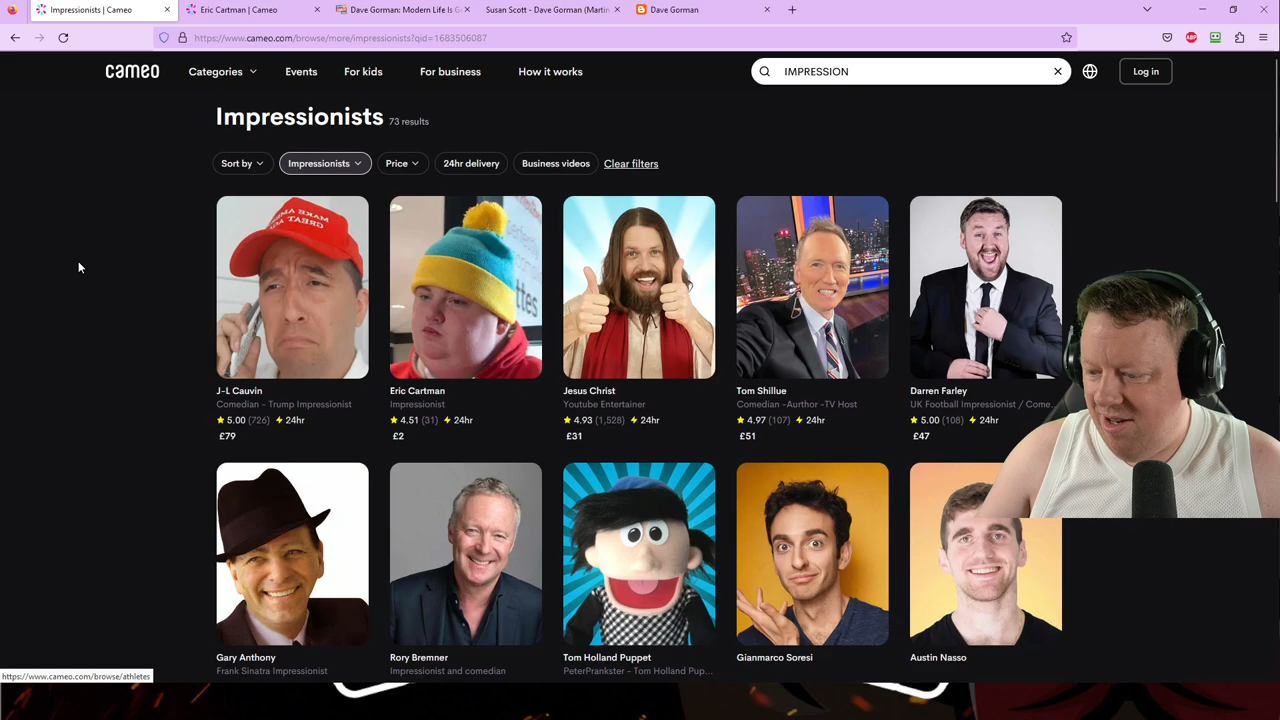 Impressionists | Cameo
Eric Cartman | Cameo
Dave Gorman: Modern Life Is G
Susan Scott - Dave Gorman (Martin
Dave Gorman
https://www.cameo.com/browse/more/impressionists?qid=1683506087
ABP
cameo
Categories
Events
For kids
For business
How it works
IMPRESSION
Log in
Impressionists 73 results
Sort by
Impressionists
Price
24hr delivery
Business videos
Clear filters
MAKE AMERICA
GREAT AGAIN
J-L Cauvin
Comedian - Trump Impressionist
5.00 (726) 24hr
£79
Eric Cartman
Impressionist
4.51 (31) 24hr
£2
Jesus Christ
Youtube Entertainer
4.93 (1,528) 24hr
£31
Tom Shillue
Comedian -Aurthor -TV Host
4.97 (107) 24hr
£51
Darren Farley
UK Football Impressionist / Come...
5.00 (108) 24hr
£47
Gary Anthony
Frank Sinatra Impressionist
Rory Bremner
Impressionist and comedian
Tom Holland Puppet
PeterPrankster - Tom Holland Pup...
Gianmarco Soresi
Austin Nasso
https://www.cameo.com/browse/athletes